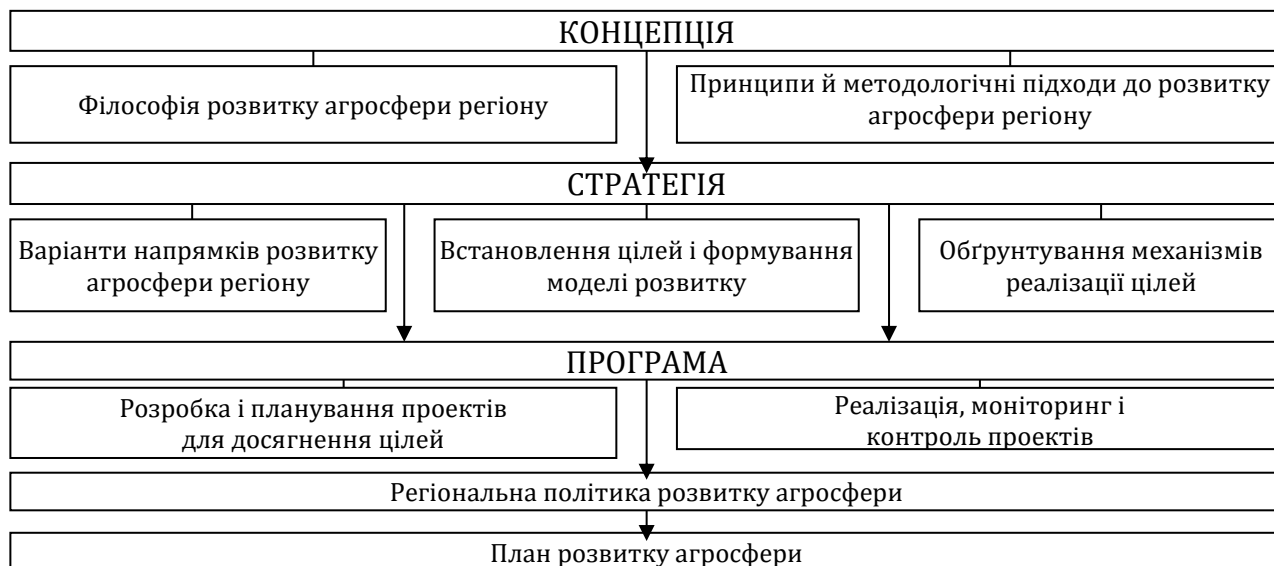 КОНЦЕПЦІЯ
Філософія розвитку агросфери регіону
Принципи й методологічні підходи до розвитку
агросфери регіону
СТРАТЕГІЯ
Варіанти напрямків розвитку
агросфери регіону
Встановлення цілей і формування
моделі розвитку
Обґрунтування механізмів
реалізації цілей
ПРОГРАМА
Розробка і планування проектів
для досягнення цілей
Реалізація, моніторинг і
контроль проектів
Регіональна політика розвитку агросфери
План розвитку агросфери